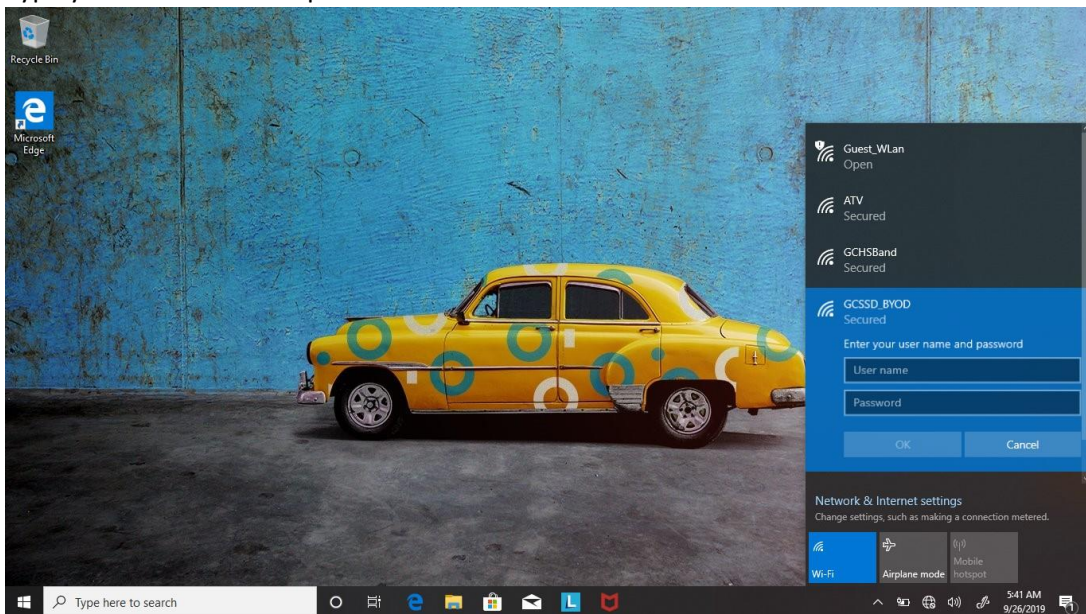 Recycle Bin
Microsoft
Edge
Guest_WLan
Open
ATV
Secured
GCHSBand
Secured
GCSSD_BYOD
Secured
Enter your user name and password
User name
Password
OK
Cancel
Network & Internet settings
Change settings, such as making a connection metered.
Wi-Fi
Airplane mode
Mobile
hotspot
Type here to search
L
5:41 AM
9/26/2019
1